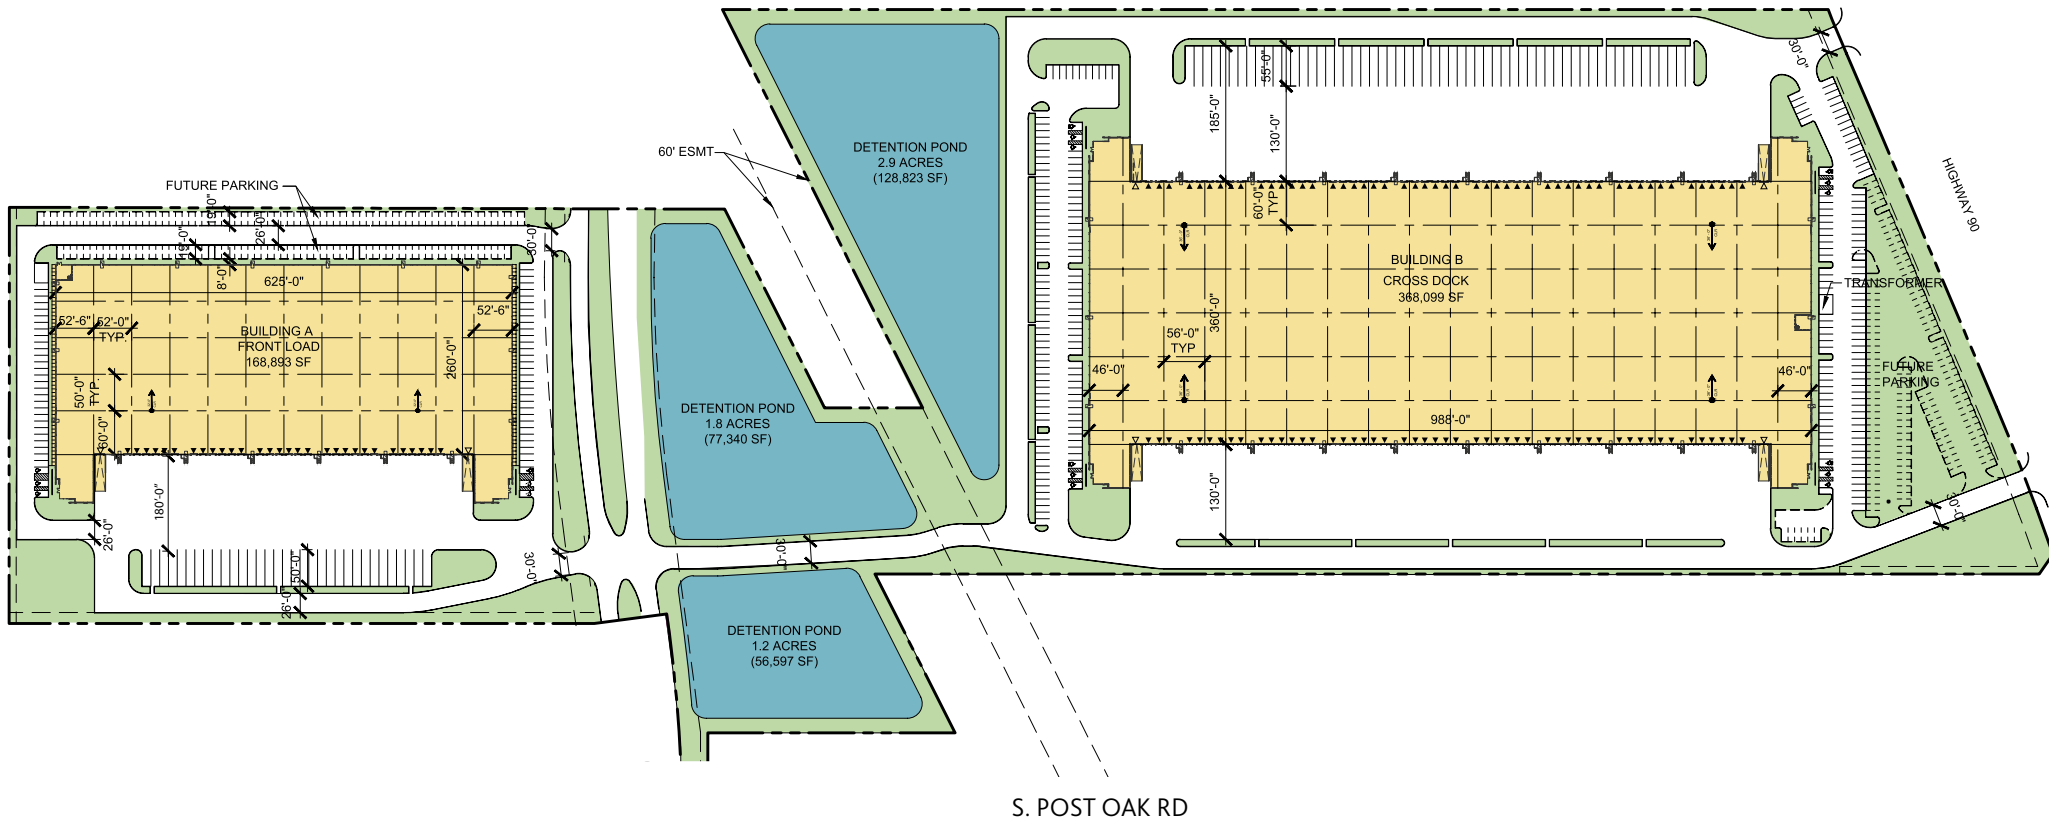 FUTURE PARKING
19'-0"
26'-0"
8'-0"
30'-0"
625'-0"
52'-6"
52'-0"
TYP.
52'-6"
BUILDING A
FRONT LOAD
168,893 SF
260'-0"
50'-0"
TYP.
60'-0"
180'-0"
26'-0"
50'-0"
26'-0"
30'-0"
60' ESMT
DETENTION POND
2.9 ACRES
(128,823 SF)
DETENTION POND
1.8 ACRES
(77,340 SF)
30'-0"
DETENTION POND
1.2 ACRES
(56,597 SF)
55'-0"
185'-0"
130'-0"
60'-0"
TYP
30'-0"
HIGHWAY 90
BUILDING B
CROSS DOCK
368,099 SF
TRANSFORMER
360'-0"
56'-0"
TYP
46'-0"
46'-0"
FUTURE
PARKING
988'-0"
130'-0"
30'-0"
S. POST OAK RD